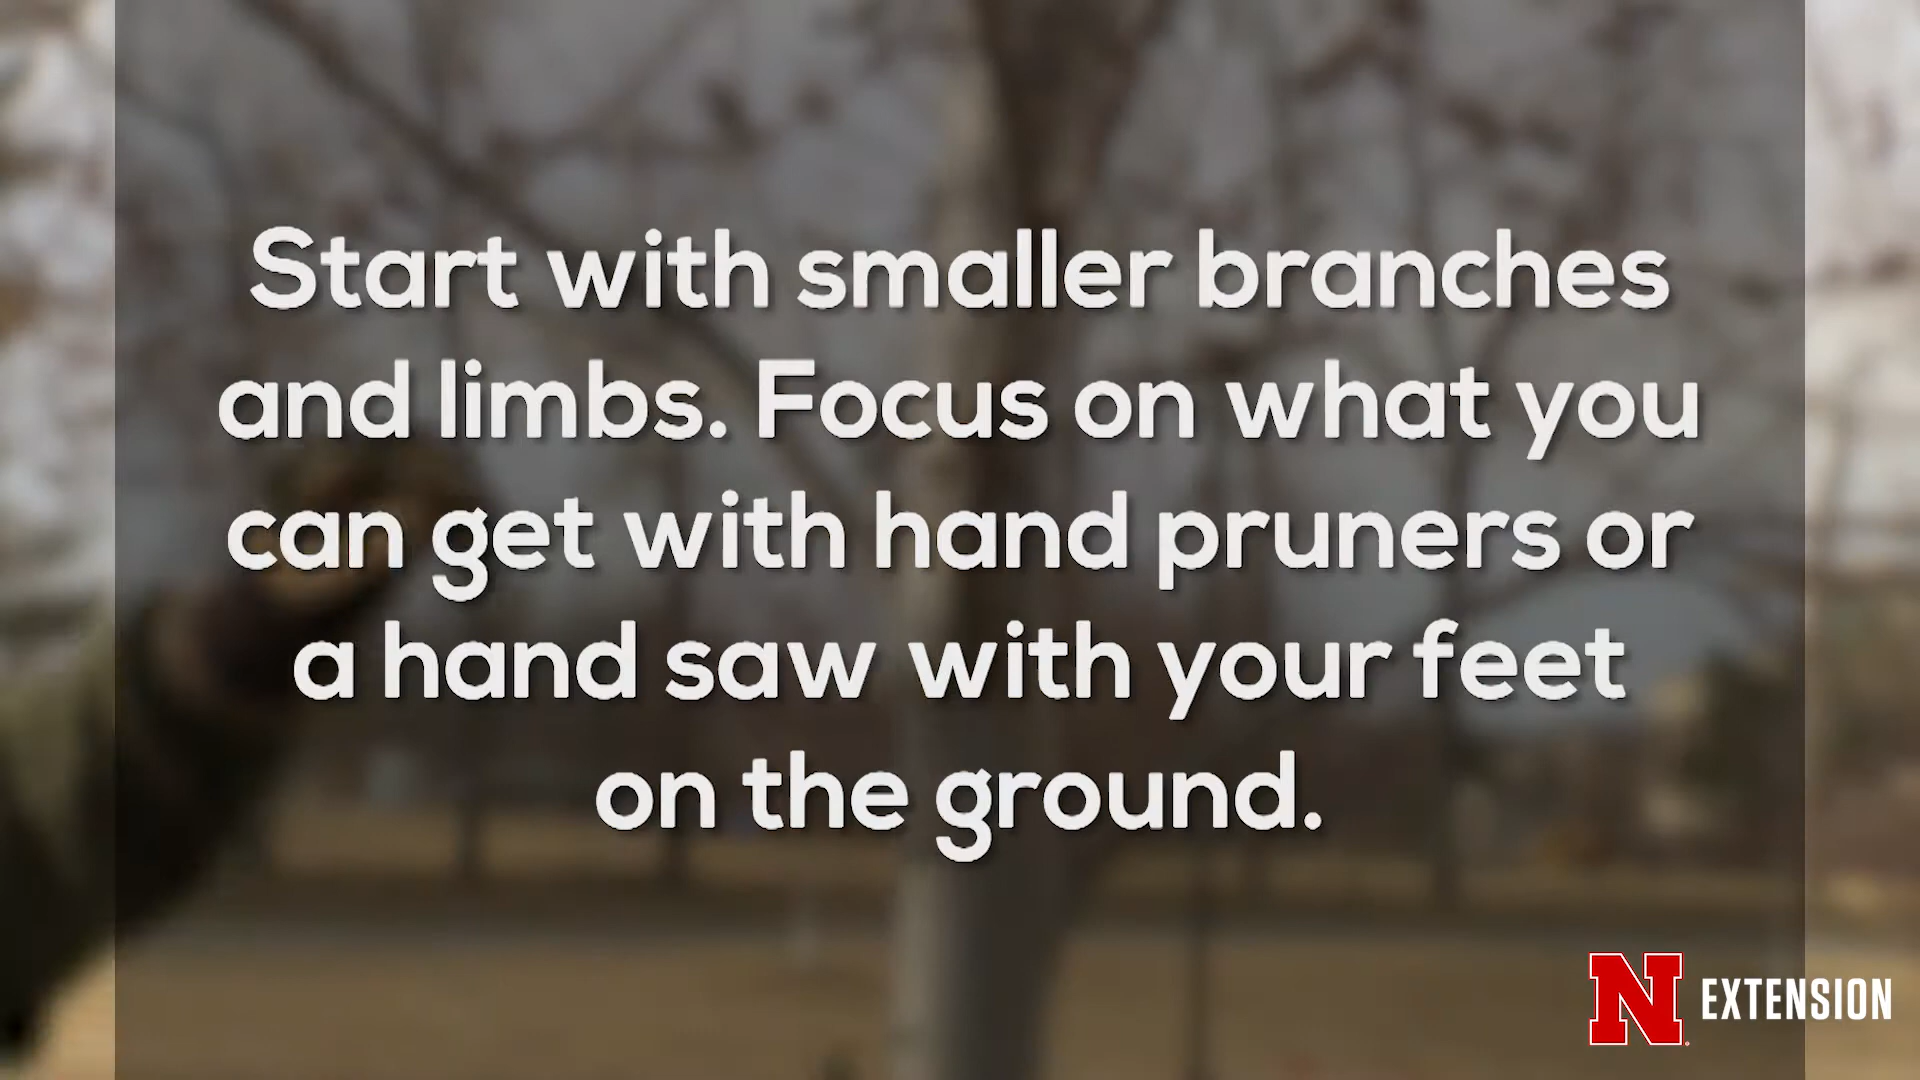 Start with smaller branches
and limbs. Focus on what you
can get with hand pruners or
a hand saw with your feet
on the ground.
N EXTENSION